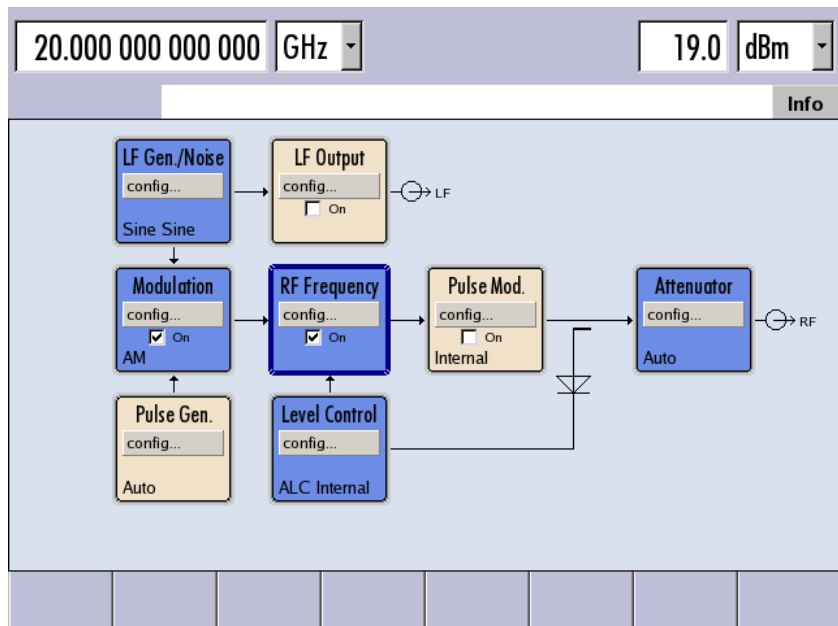 20.000 000 000 000 GHz 19.0 dBm
Info
LF Gen./Noise
config...
Sine Sine
LF Output
config...
On
LF
Modulation
config...
On
AM
RF Frequency
config...
On
Pulse Mod.
config...
On
Internal
Attenuator
config...
Auto
RF
Pulse Gen.
config...
Auto
Level Control
config...
ALC Internal